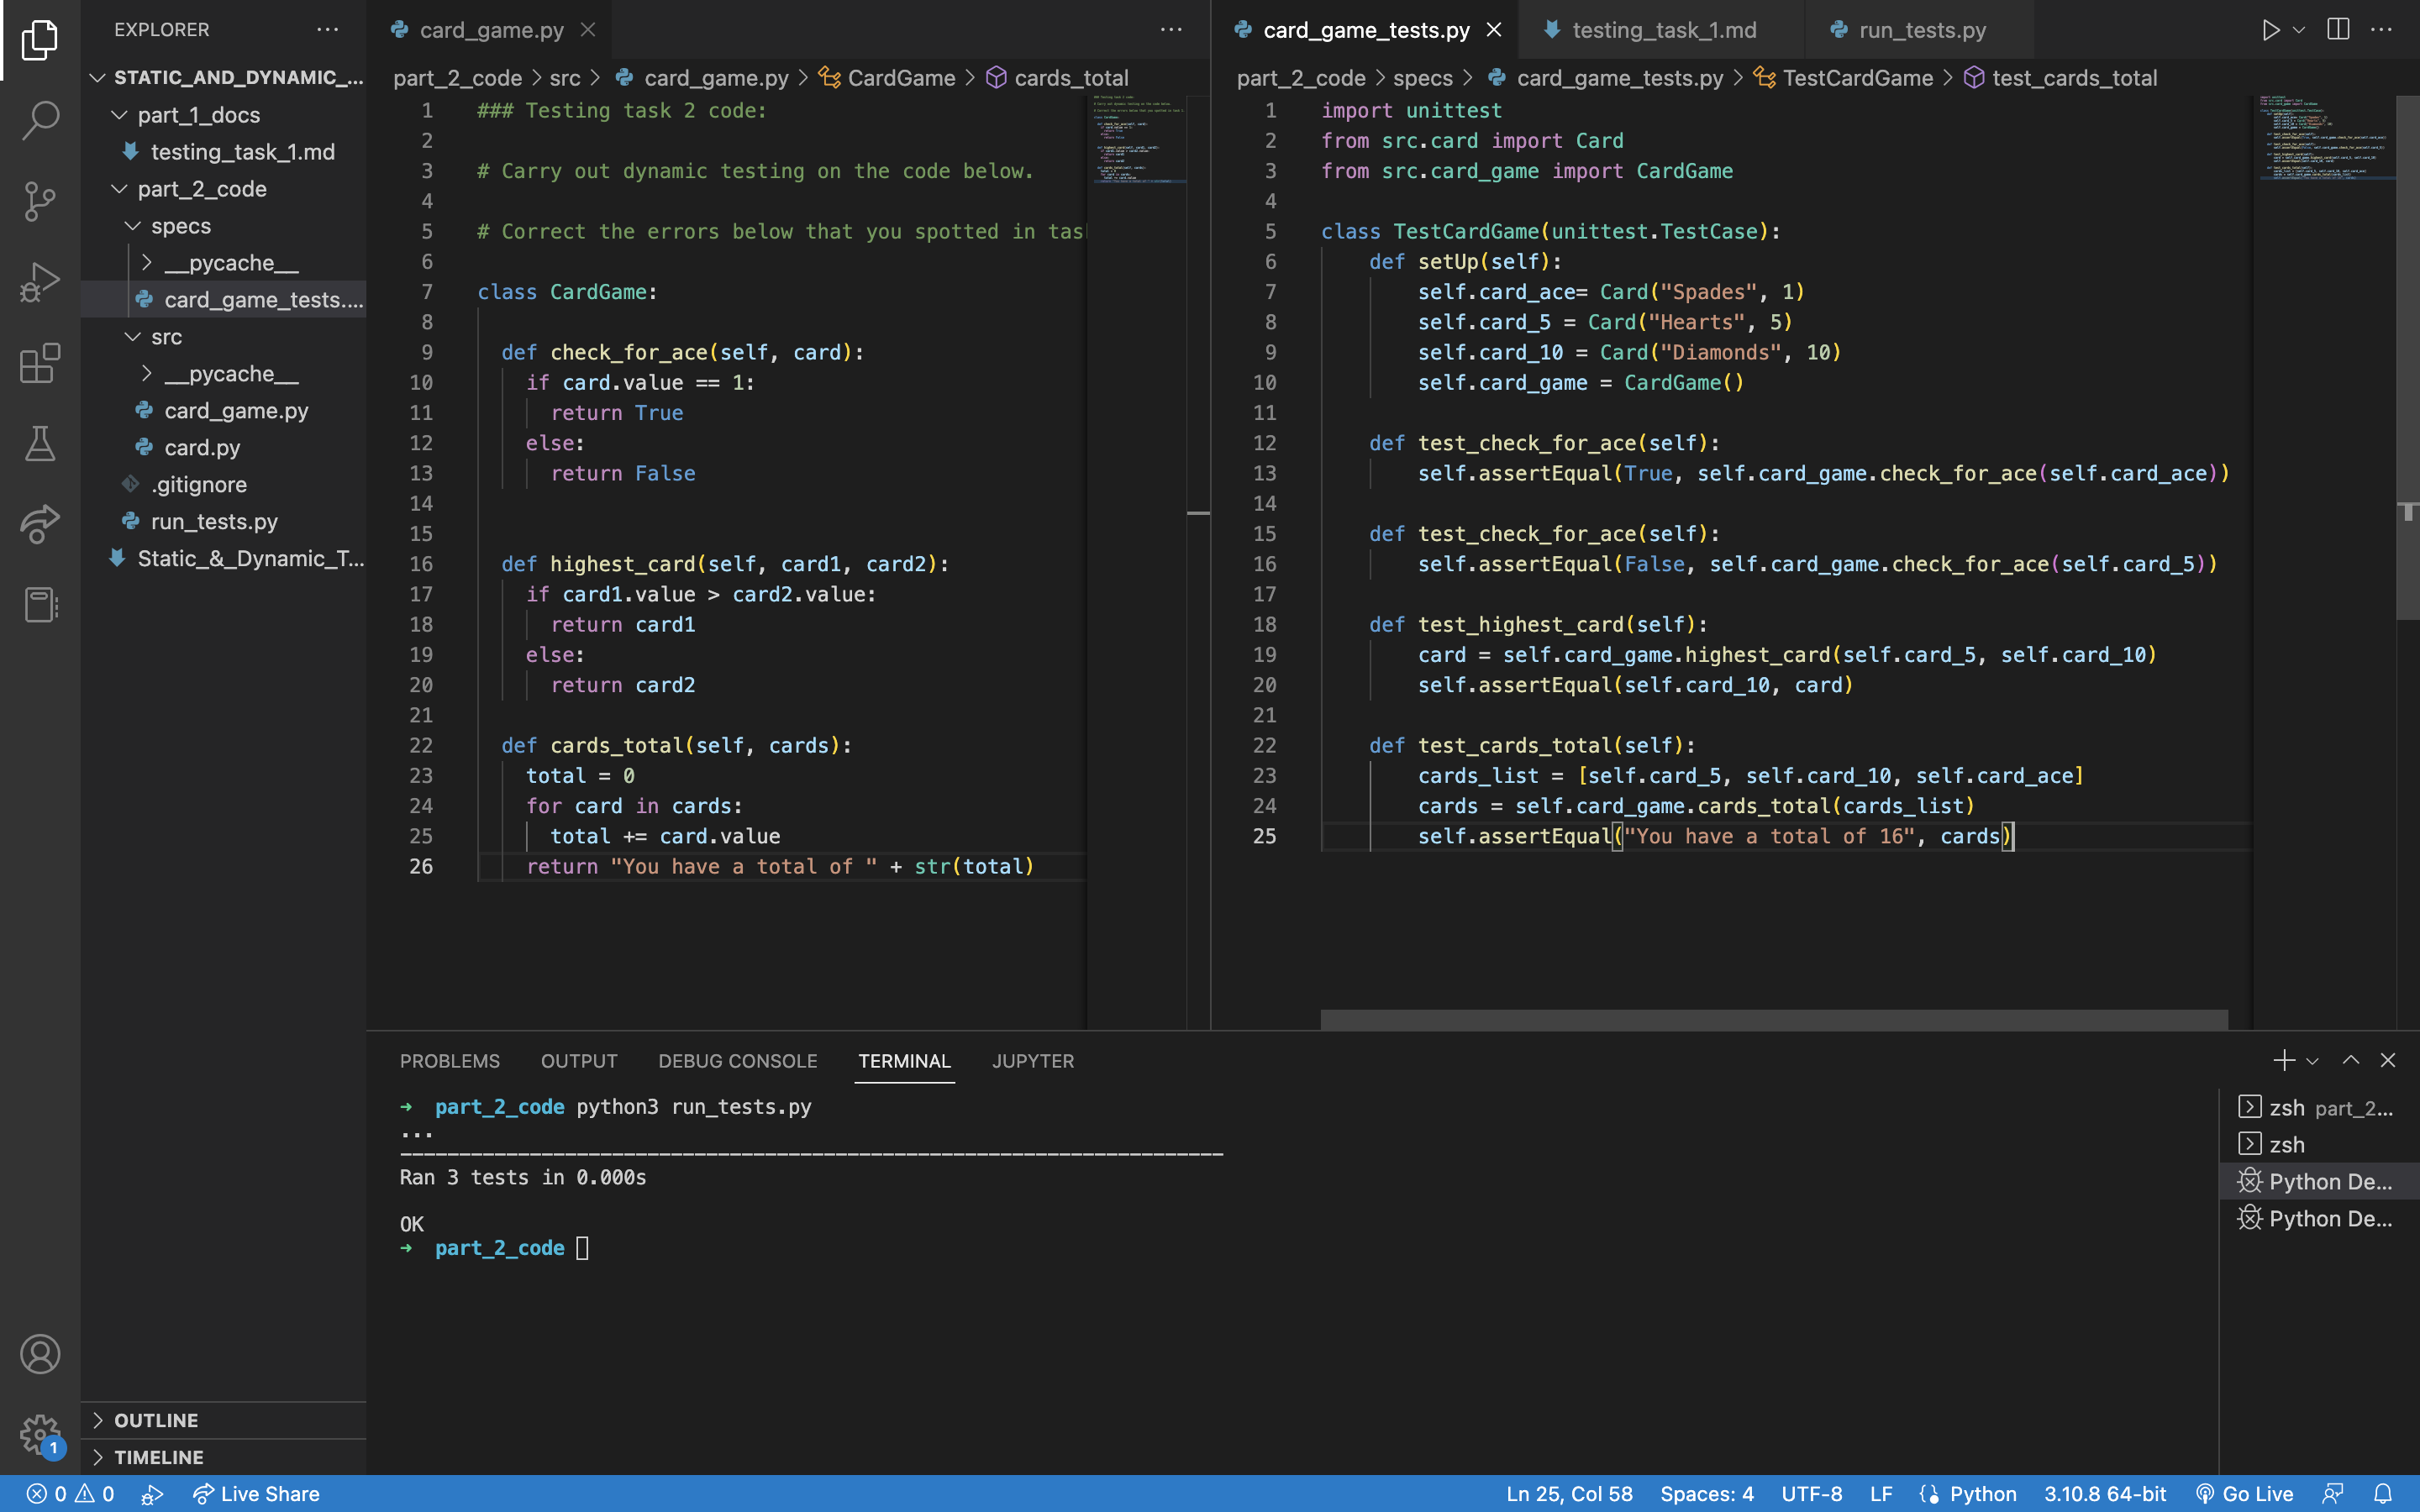 EXPLORER
STATIC_AND_DYNAMIC_...
part_1_docs
testing_task_1.md
part_2_code
specs
__pycache__
card_game_tests....
src
__pycache__
card_game.py
card.py
.gitignore
run_tests.py
Static_&_Dynamic_T...
OUTLINE
TIMELINE
1
card_game.py
part_2_code > src > card_game.py > CardGame > cards_total
1 ### Testing task 2 code:
2
3 # Carry out dynamic testing on the code below.
4
5 # Correct the errors below that you spotted in tas
6
7 class CardGame:
8
9 def check_for_ace(self, card):
10 if card.value == 1:
11 return True
12 else:
13 return False
14
15
16 def highest_card(self, card1, card2):
17 if card1.value > card2.value:
18 return card1
19 else:
20 return card2
21
22 def cards_total(self, cards):
23 total = 0
24 for card in cards:
25 total += card.value
26 return "You have a total of " + str(total)
card_game_tests.py testing_task_1.md run_tests.py
part_2_code > specs > card_game_tests.py > TestCardGame > test_cards_total
1 import unittest
2 from src.card import Card
3 from src.card_game import CardGame
4
5 class TestCardGame(unittest.TestCase):
6 def setUp(self):
7 self.card_ace= Card("Spades", 1)
8 self.card_5 = Card("Hearts", 5)
9 self.card_10 = Card("Diamonds", 10)
10 self.card_game = CardGame()
11
12 def test_check_for_ace(self):
13 self.assertEqual(True, self.card_game.check_for_ace(self.card_ace))
14
15 def test_check_for_ace(self):
16 self.assertEqual(False, self.card_game.check_for_ace(self.card_5))
17
18 def test_highest_card(self):
19 card = self.card_game.highest_card(self.card_5, self.card_10)
20 self.assertEqual(self.card_10, card)
21
22 def test_cards_total(self):
23 cards_list = [self.card_5, self.card_10, self.card_ace]
24 cards = self.card_game.cards_total(cards_list)
25 self.assertEqual("You have a total of 16", cards)
PROBLEMS OUTPUT DEBUG CONSOLE TERMINAL JUPYTER
➜ part_2_code python3 run_tests.py
...
----------------------------------------------------------------------
Ran 3 tests in 0.000s
OK
➜ part_2_code
zsh part_2...
zsh
Python De...
Python De...
0 0 Live Share Ln 25, Col 58 Spaces: 4 UTF-8 LF Python 3.10.8 64-bit Go Live